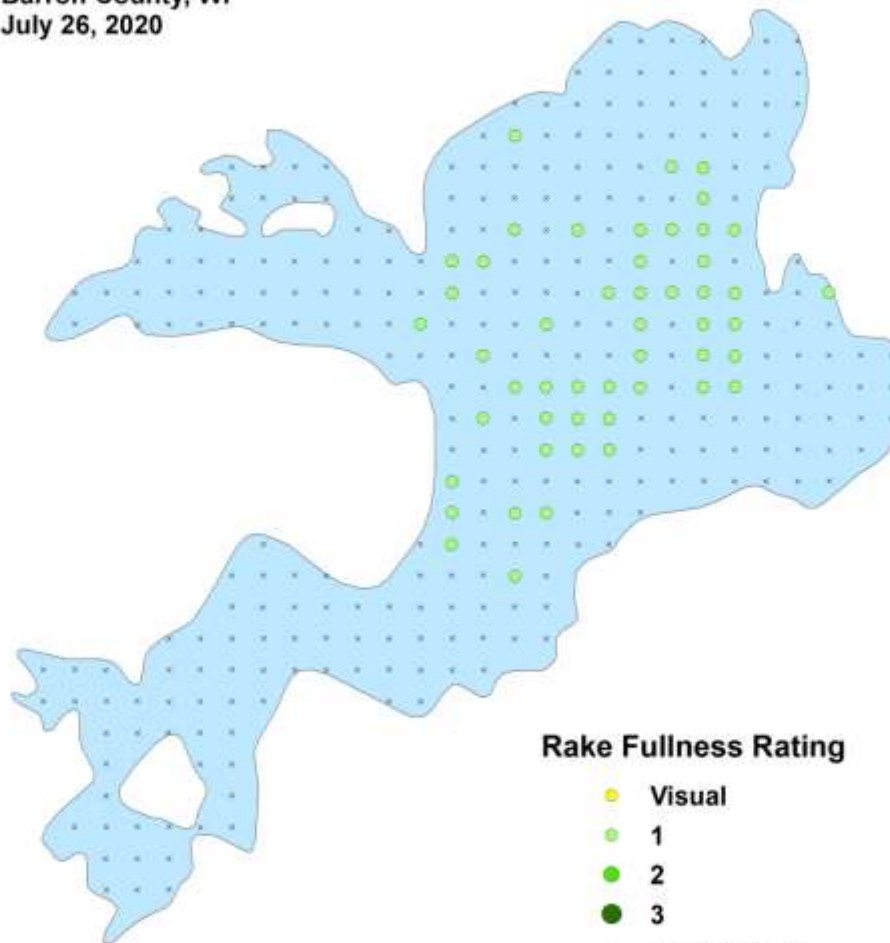 Barron County, WI
July 26, 2020
Rake Fullness Rating
Visual
1
2
3